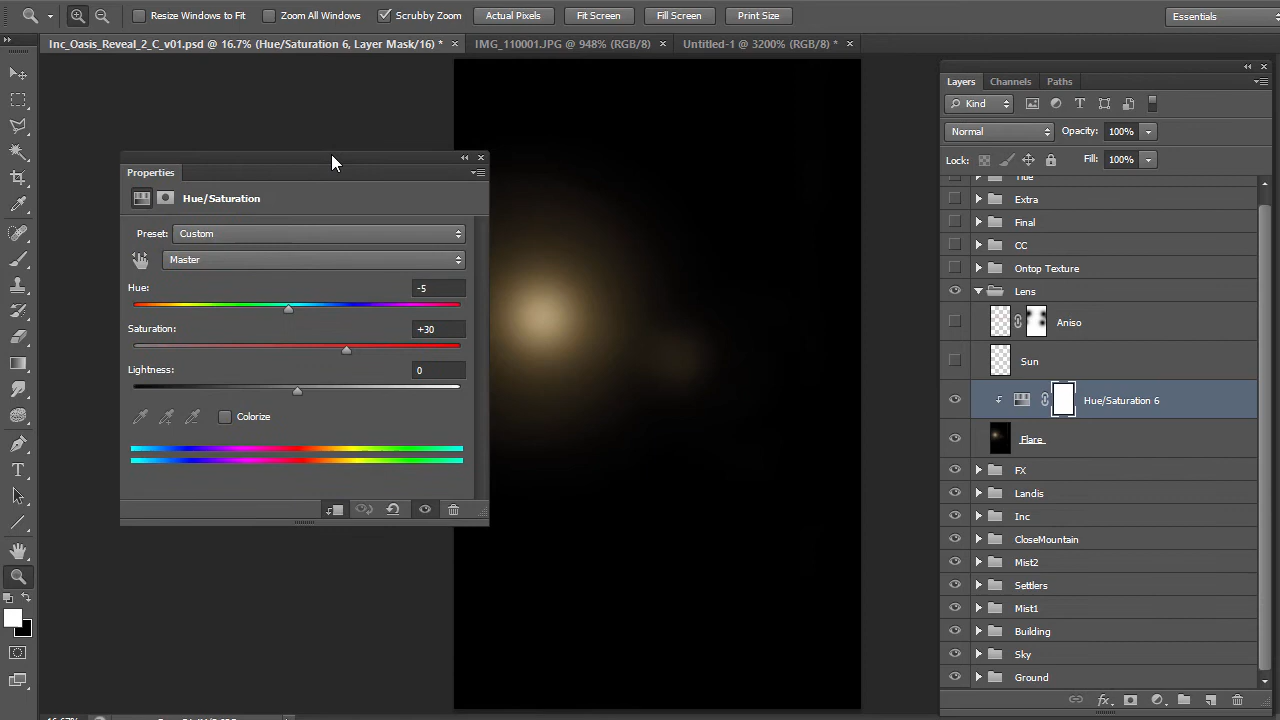 Resize Windows to Fit Zoom All Windows Scrubby Zoom Actual Pixels Fit Screen Fill Screen Print Size Essentials
Inc_Oasis_Reveal_2_C_v01.psd @ 16.7% (Hue/Saturation 6, Layer Mask/16) * IMG_110001.JPG @ 948% (RGB/8) Untitled-1 @ 3200% (RGB/8) *
Properties
Hue/Saturation
Preset: Custom
Master
Hue: -5
Saturation: +30
Lightness: 0
Colorize
Layers Channels Paths
Kind
Normal Opacity: 100%
Lock: Fill: 100%
Title
Extra
Final
CC
Ontop Texture
Lens
Aniso
Sun
Hue/Saturation 6
Flare
FX
Landis
Inc
CloseMountain
Mist2
Settlers
Mist1
Building
Sky
Ground
16.67%